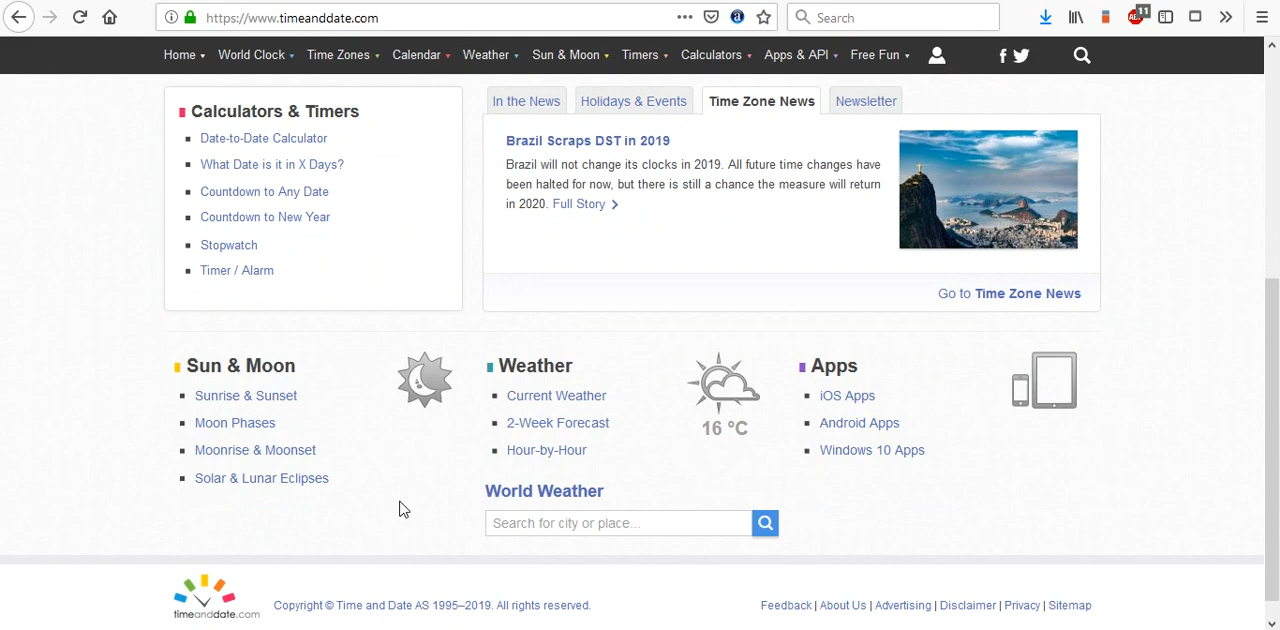 https://www.timeanddate.com
Search
11
Home World Clock Time Zones Calendar Weather Sun & Moon Timers Calculators Apps & API Free Fun
Calculators & Timers
Date-to-Date Calculator
What Date is it in X Days?
Countdown to Any Date
Countdown to New Year
Stopwatch
Timer / Alarm
In the News Holidays & Events Time Zone News Newsletter
Brazil Scraps DST in 2019
Brazil will not change its clocks in 2019. All future time changes have
been halted for now, but there is still a chance the measure will return
in 2020. Full Story
Go to Time Zone News
Sun & Moon
Sunrise & Sunset
Moon Phases
Moonrise & Moonset
Solar & Lunar Eclipses
Weather
Current Weather
2-Week Forecast
Hour-by-Hour
16 °C
World Weather
Search for city or place...
Apps
iOS Apps
Android Apps
Windows 10 Apps
timeanddate.com
Copyright © Time and Date AS 1995–2019. All rights reserved.
Feedback | About Us | Advertising | Disclaimer | Privacy | Sitemap